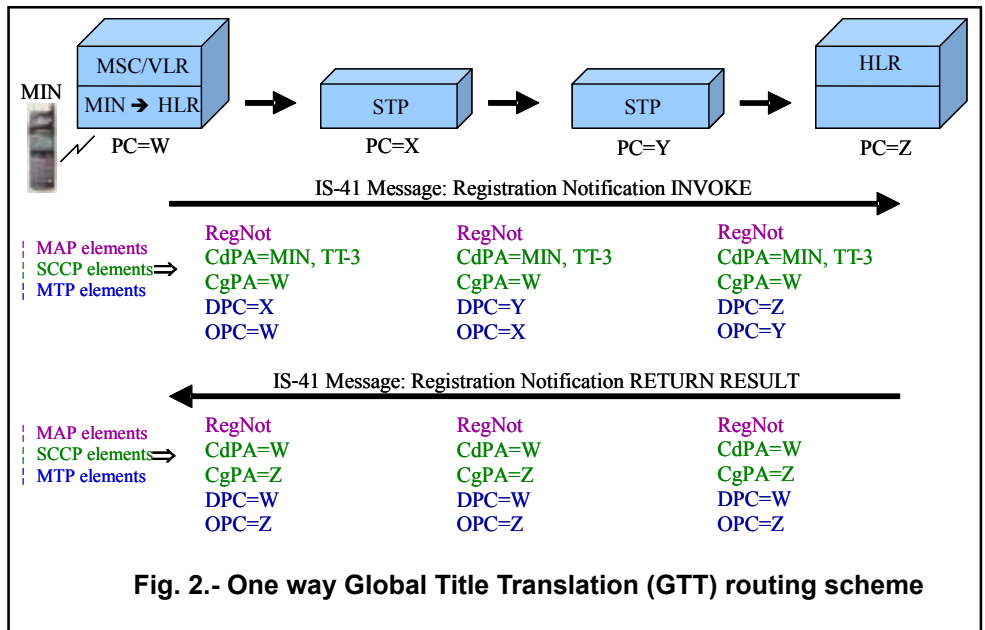 MSC/VLR
HLR
MIN
MIN ➔ HLR
STP
STP
PC=W
PC=X
PC=Y
PC=Z
IS-41 Message: Registration Notification INVOKE
RegNot
RegNot
RegNot
¦ MAP elements
CdPA=MIN, TT-3
CdPA=MIN, TT-3
CdPA=MIN, TT-3
¦ SCCP elements⇒
CgPA=W
CgPA=W
CgPA=W
¦ MTP elements
DPC=X
DPC=Y
DPC=Z
OPC=W
OPC=X
OPC=Y
IS-41 Message: Registration Notification RETURN RESULT
RegNot
RegNot
RegNot
¦ MAP elements
CdPA=W
CdPA=W
CdPA=W
¦ SCCP elements⇒
CgPA=Z
CgPA=Z
CgPA=Z
¦ MTP elements
DPC=W
DPC=W
DPC=W
OPC=Z
OPC=Z
OPC=Z
Fig. 2.- One way Global Title Translation (GTT) routing scheme